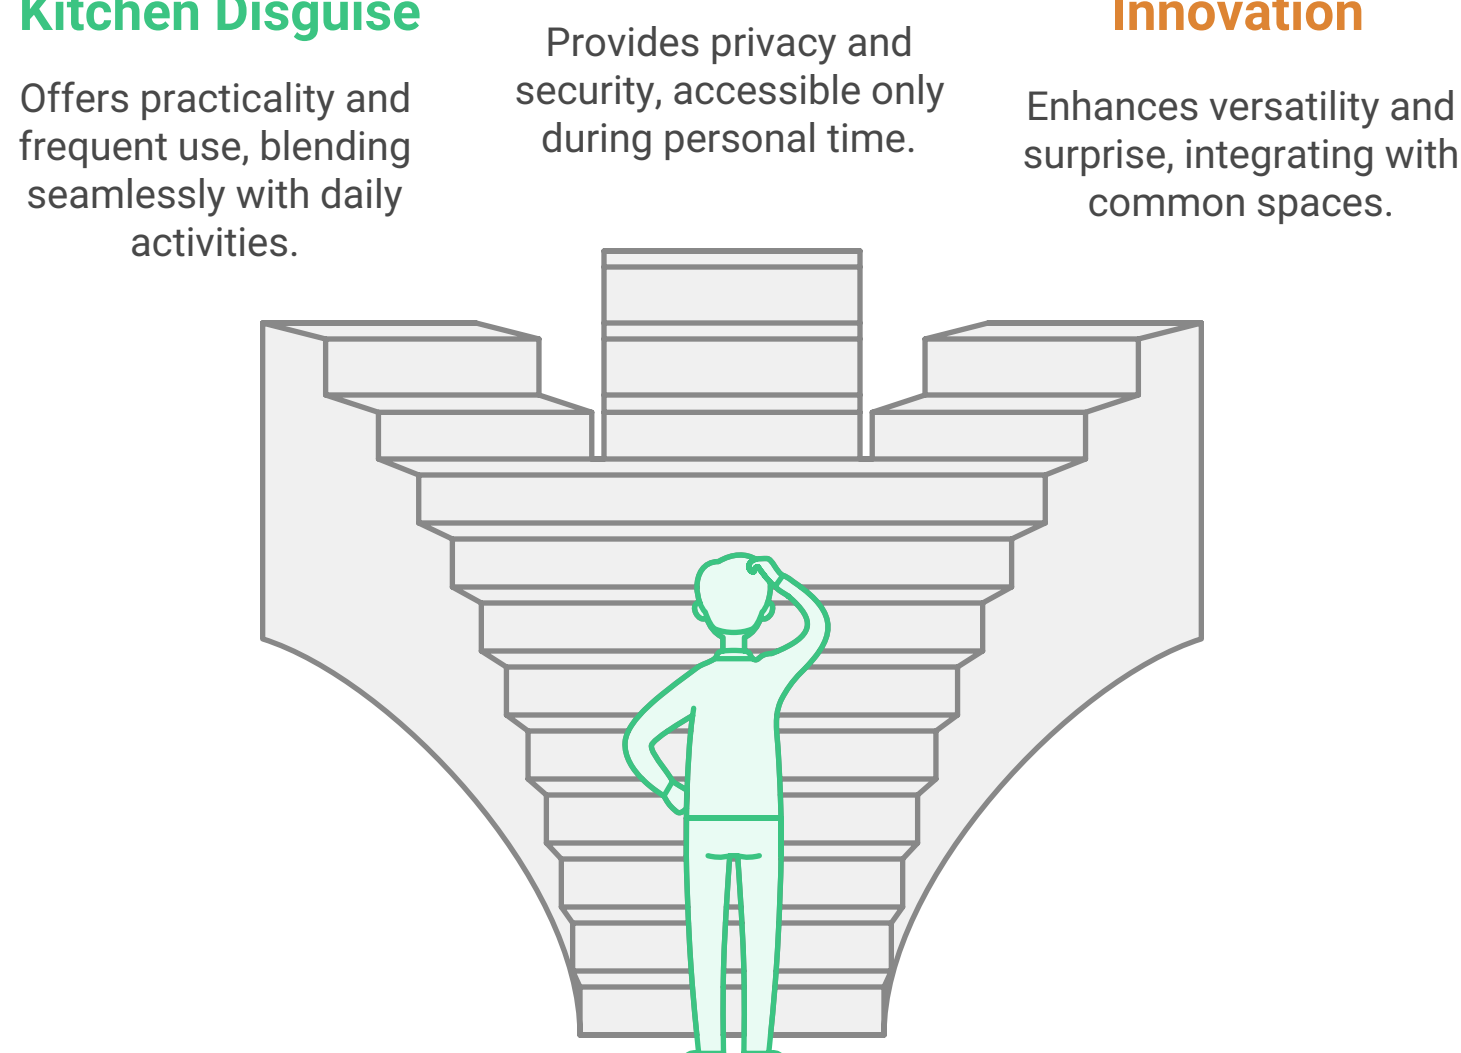 Kitchen Disguise
Offers practicality and
frequent use, blending
seamlessly with daily
activities.
Provides privacy and
security, accessible only
during personal time.
Innovation
Enhances versatility and
surprise, integrating with
common spaces.